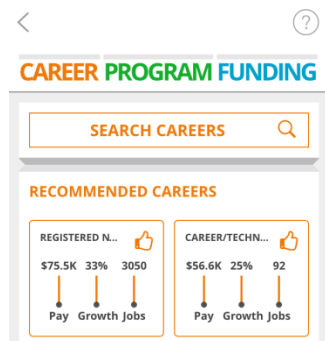 ?
CAREER PROGRAM FUNDING
SEARCH CAREERS
RECOMMENDED CAREERS
REGISTERED N...
$75.5K 33% 3050
Pay Growth Jobs
CAREER/TECHN...
$56.6K 25% 92
Pay Growth Jobs